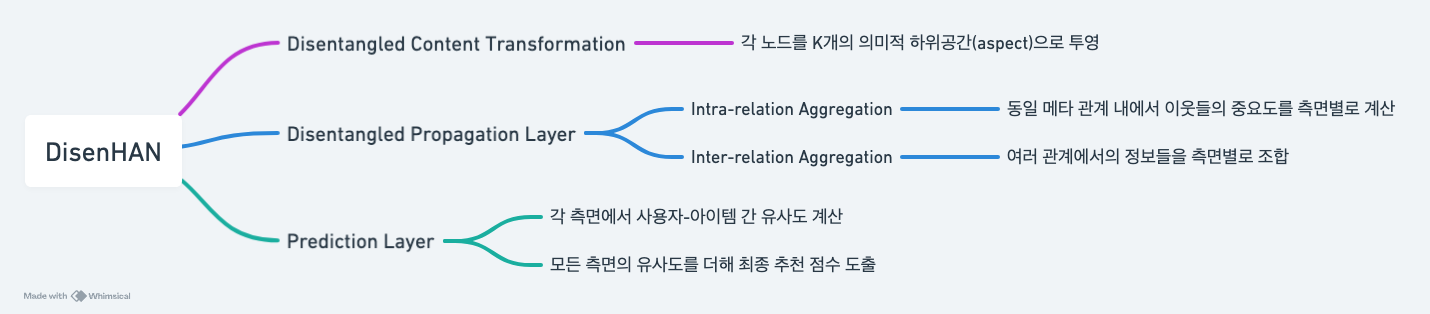 DisenHAN
Disentangled Content Transformation
각 노드를 K개의 의미적 하위공간(aspect)으로 투영
Disentangled Propagation Layer
Intra-relation Aggregation
동일 메타 관계 내에서 이웃들의 중요도를 측면별로 계산
Inter-relation Aggregation
여러 관계에서의 정보들을 측면별로 조합
Prediction Layer
각 측면에서 사용자-아이템 간 유사도 계산
모든 측면의 유사도를 더해 최종 추천 점수 도출
Made with Whimsical